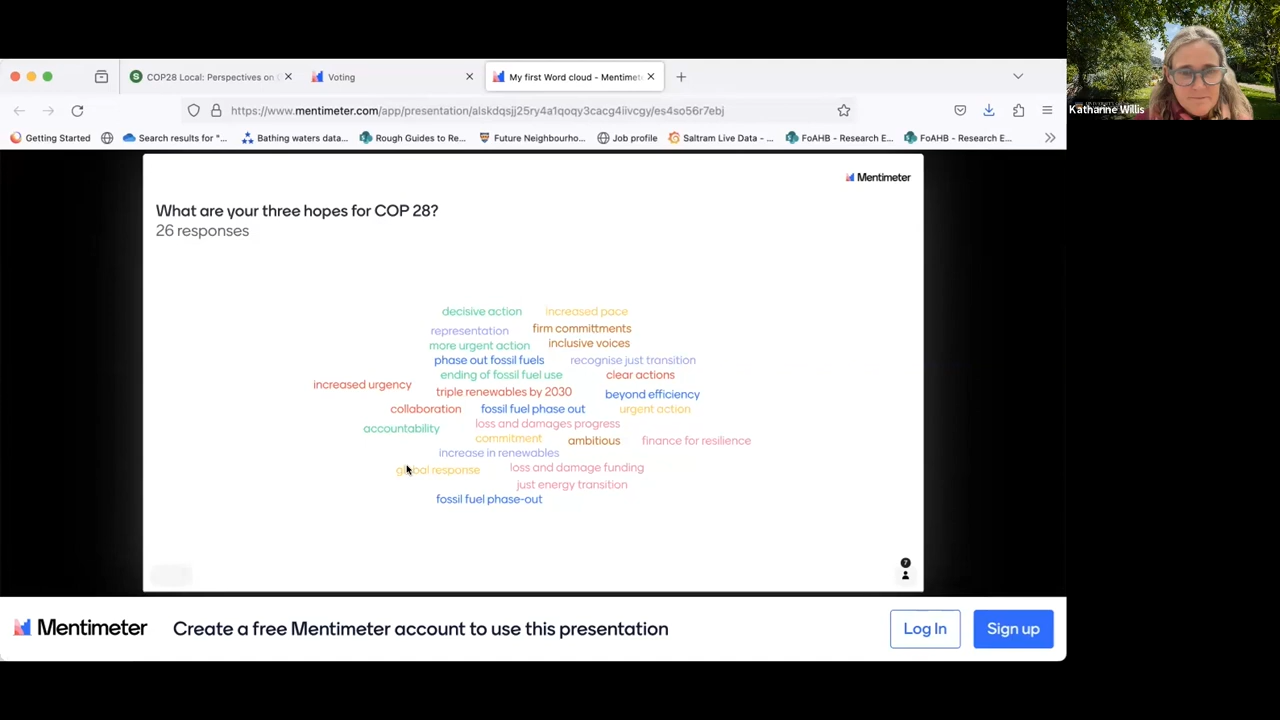 COP28 Local: Perspectives on
Voting
My first Word cloud - Mentimet
https://www.mentimeter.com/app/presentation/alskdqsjj25ry4a1qoqy3cacg4iivcgy/es4so56r7ebj
Getting Started
Search results for "...
Bathing waters data...
Rough Guides to Re...
Future Neighbourho...
Job profile
Saltram Live Data - ...
FoAHB - Research E...
FoAHB - Research E...
Katharine Willis
Mentimeter
What are your three hopes for COP 28?
26 responses
decisive action increased pace
representation firm committments
more urgent action inclusive voices
phase out fossil fuels recognise just transition
ending of fossil fuel use clear actions
increased urgency triple renewables by 2030 beyond efficiency
collaboration fossil fuel phase out urgent action
accountability loss and damages progress
commitment ambitious finance for resilience
increase in renewables
global response loss and damage funding
just energy transition
fossil fuel phase-out
?
Mentimeter Create a free Mentimeter account to use this presentation Log In Sign up